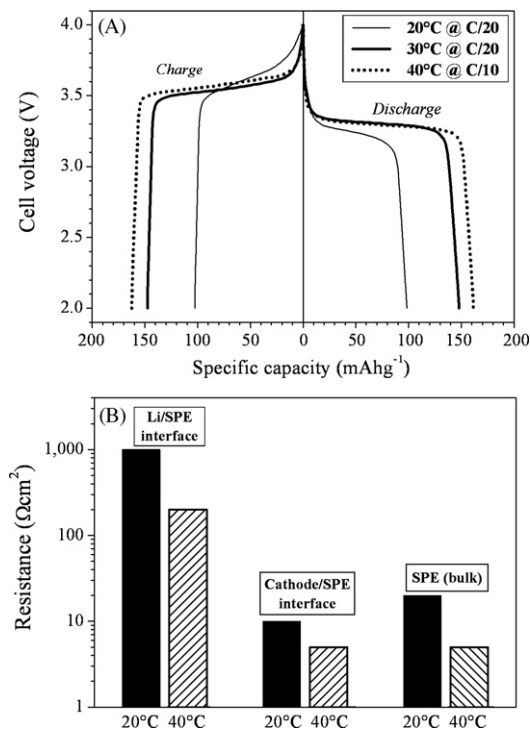 (A)
20°C @ C/20
30°C @ C/20
40°C @ C/10
Charge
Discharge
Cell voltage (V)
4.0
3.5
3.0
2.5
2.0
200 150 100 50 0 50 100 150 200
Specific capacity (mAhg-1)
(B)
Li/SPE
interface
Cathode/SPE
interface
SPE (bulk)
Resistance (Ωcm2)
1,000
100
10
1
20°C 40°C 20°C 40°C 20°C 40°C